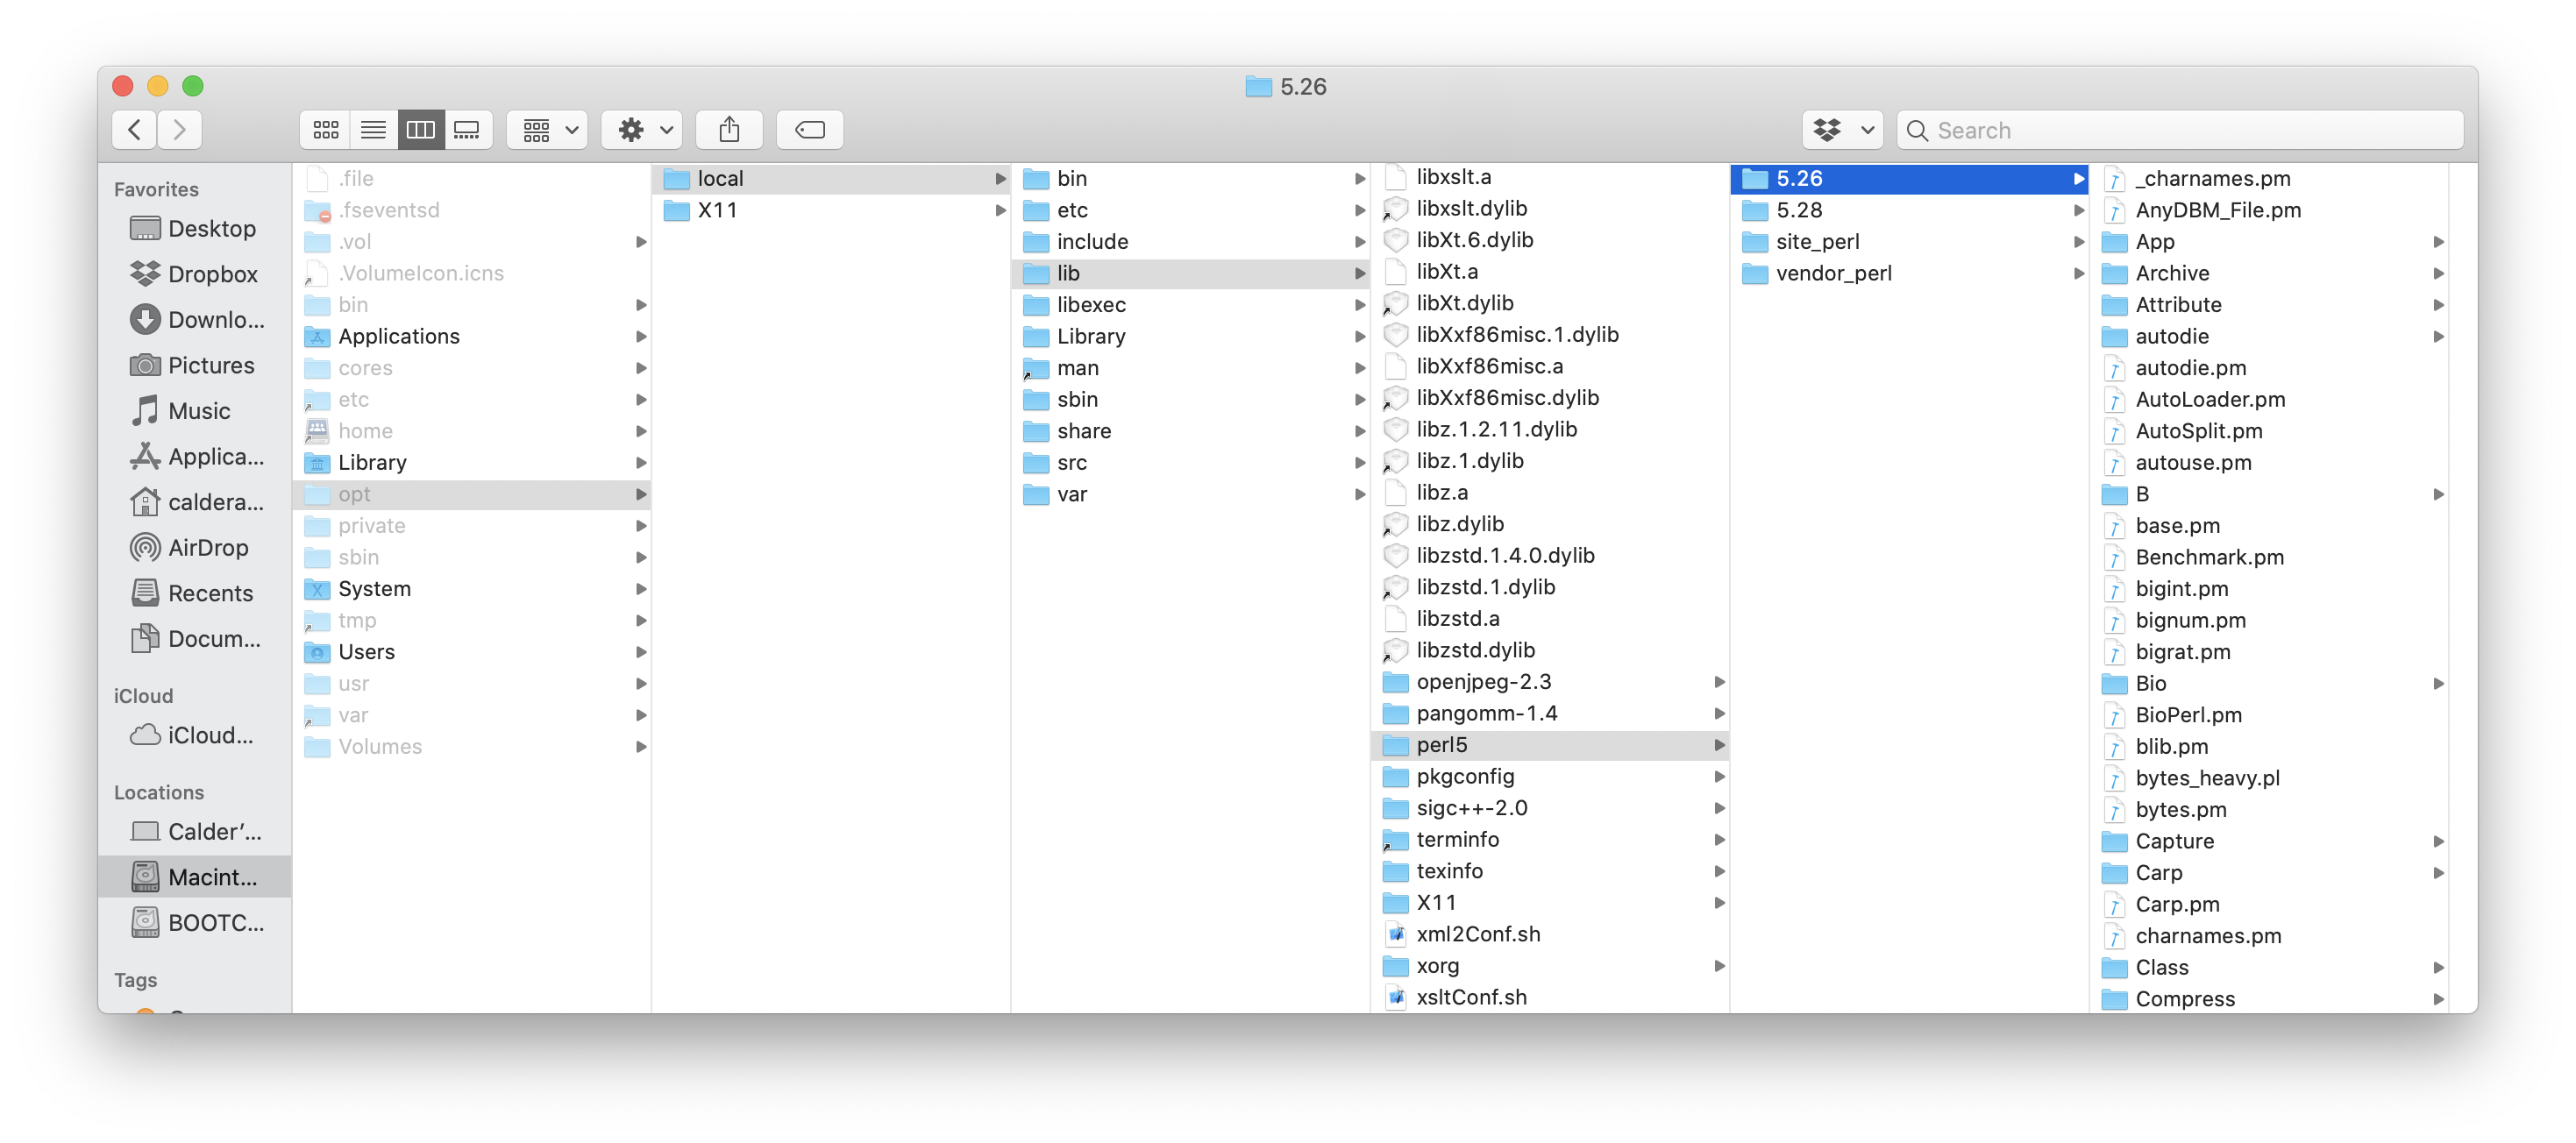 5.26
Search
Favorites
Desktop
Dropbox
Downlo...
Pictures
Music
Applica...
caldera...
AirDrop
Recents
Docum...
iCloud
iCloud...
Locations
Calder’...
Macint...
BOOTC...
Tags
.file
.fseventsd
.vol
.VolumeIcon.icns
bin
Applications
cores
etc
home
Library
opt
private
sbin
System
tmp
Users
usr
var
Volumes
local
X11
bin
etc
include
lib
libexec
Library
man
sbin
share
src
var
libxslt.a
libxslt.dylib
libXt.6.dylib
libXt.a
libXt.dylib
libXxf86misc.1.dylib
libXxf86misc.a
libXxf86misc.dylib
libz.1.2.11.dylib
libz.1.dylib
libz.a
libz.dylib
libzstd.1.4.0.dylib
libzstd.1.dylib
libzstd.a
libzstd.dylib
openjpeg-2.3
pangomm-1.4
perl5
pkgconfig
sigc++-2.0
terminfo
texinfo
X11
xml2Conf.sh
xorg
xsltConf.sh
5.26
5.28
site_perl
vendor_perl
_charnames.pm
AnyDBM_File.pm
App
Archive
Attribute
autodie
autodie.pm
AutoLoader.pm
AutoSplit.pm
autouse.pm
B
base.pm
Benchmark.pm
bigint.pm
bignum.pm
bigrat.pm
Bio
BioPerl.pm
blib.pm
bytes_heavy.pl
bytes.pm
Capture
Carp
Carp.pm
charnames.pm
Class
Compress